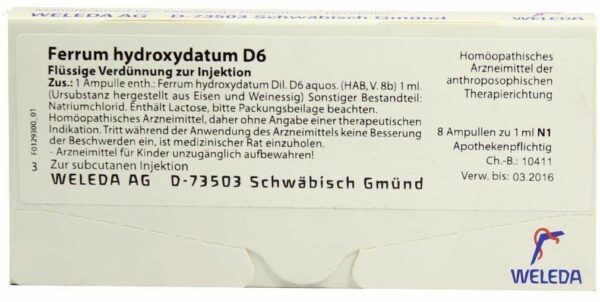 Ferrum hydroxydatum D6
Flüssige Verdünnung zur Injektion
Zus.: 1 Ampulle enth.: Ferrum hydroxydatum Dil. D6 aquos. (HAB, V. 8b) 1 ml.
(Ursubstanz hergestellt aus Eisen und Weinessig) Sonstiger Bestandteil:
Natriumchlorid. Enthält Lactose, bitte Packungsbeilage beachten.
Homöopathisches Arzneimittel, daher ohne Angabe einer therapeutischen
Indikation. Tritt während der Anwendung des Arzneimittels keine Besserung
der Beschwerden ein, ist medizinischer Rat einzuholen.
- Arzneimittel für Kinder unzugänglich aufbewahren!
Zur subcutanen Injektion
WELEDA AG D-73503 Schwäbisch Gmünd
F0129300_01
3
Homöopathisches
Arzneimittel der
anthroposophischen
Therapierichtung
8 Ampullen zu 1 ml N1
Apothekenpflichtig
Ch.-B.: 10411
Verw. bis: 03.2016
WELEDA